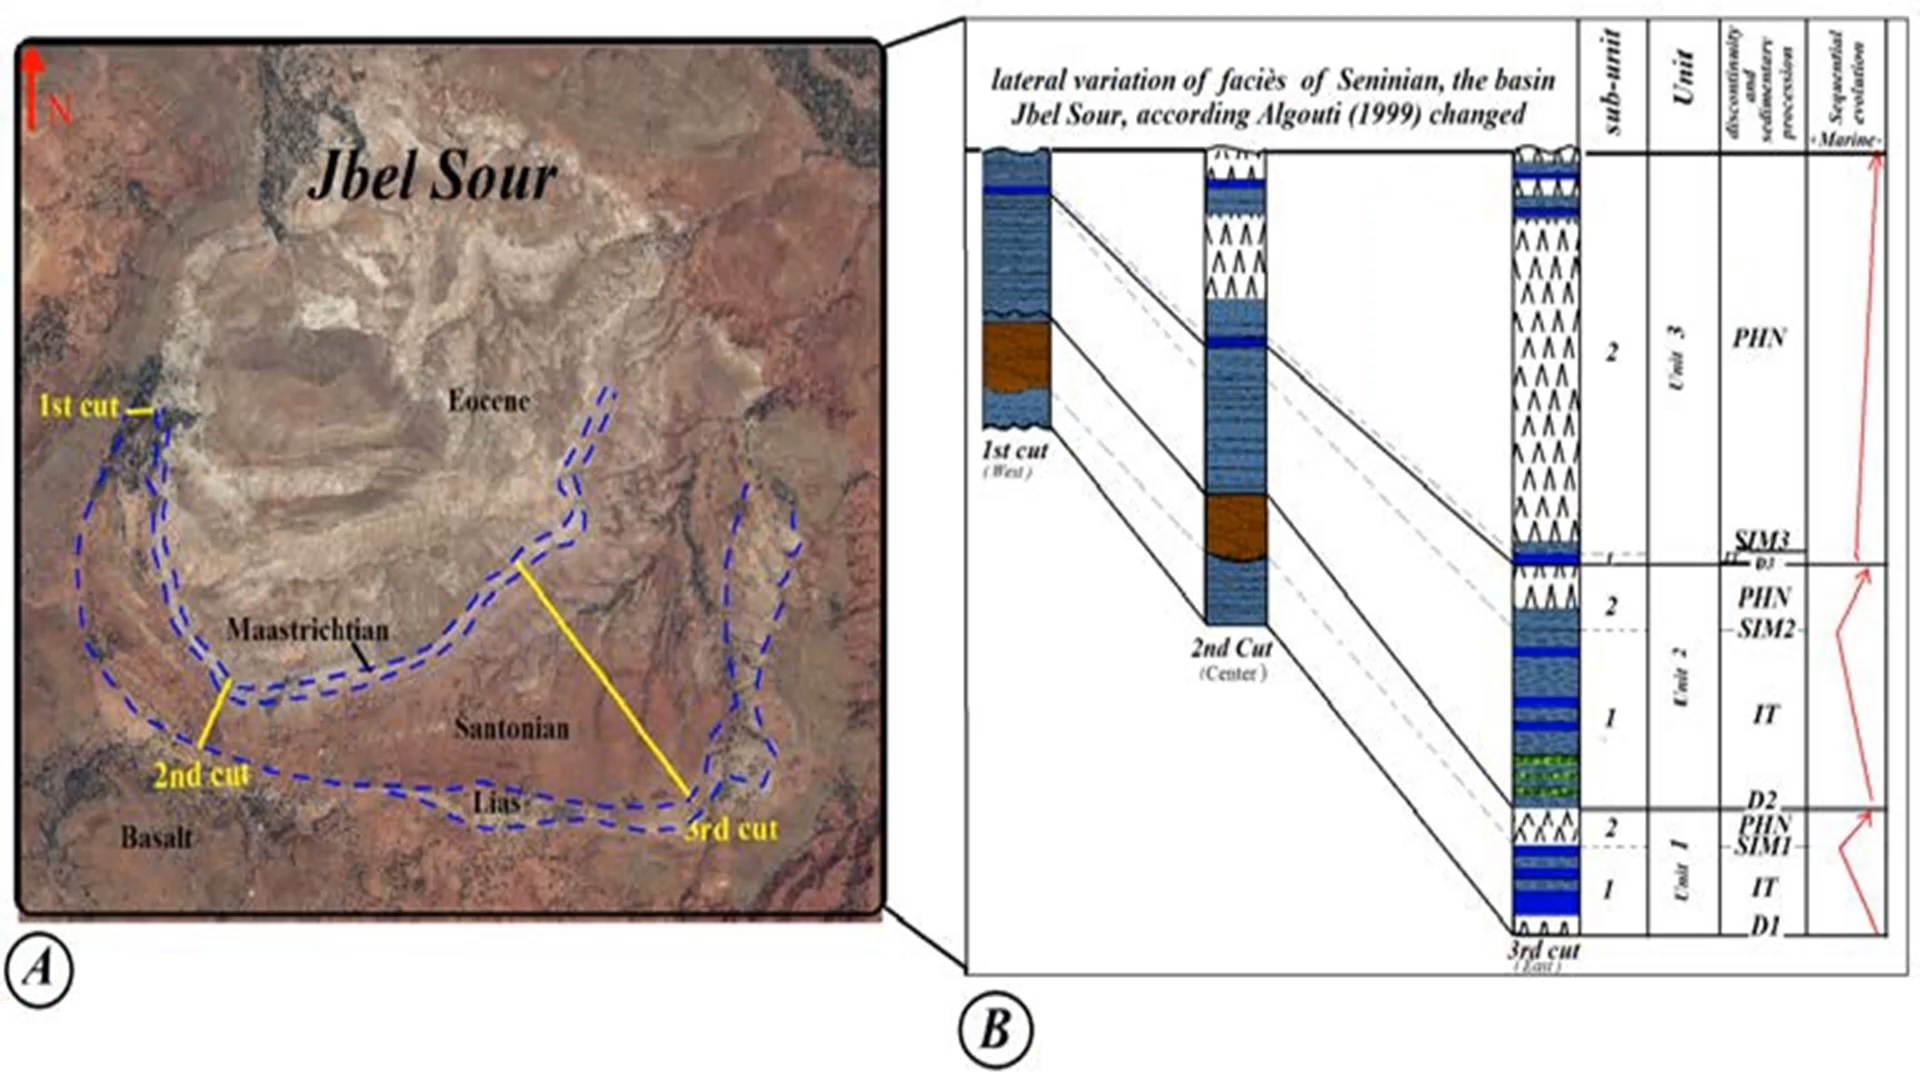 N
Jbel Sour
1st cut
Eocene
Maastrichtian
Santonian
2nd cut
Lias
3rd cut
Basalt
A
lateral variation of faciès of Seninian, the basin
Jbel Sour, according Algouti (1999) changed
sub-unit
Unit
discontinuity
and
sedimentary
procession
Sequential
evolution
-Marine-
1st cut
(West)
2nd Cut
(Center)
3rd cut
(East)
2
Unit 3
PHN
SIM3
1
IT
D3
2
PHN
SIM2
Unit 2
1
IT
D2
2
PHN
SIM1
Unit 1
1
IT
D1
B